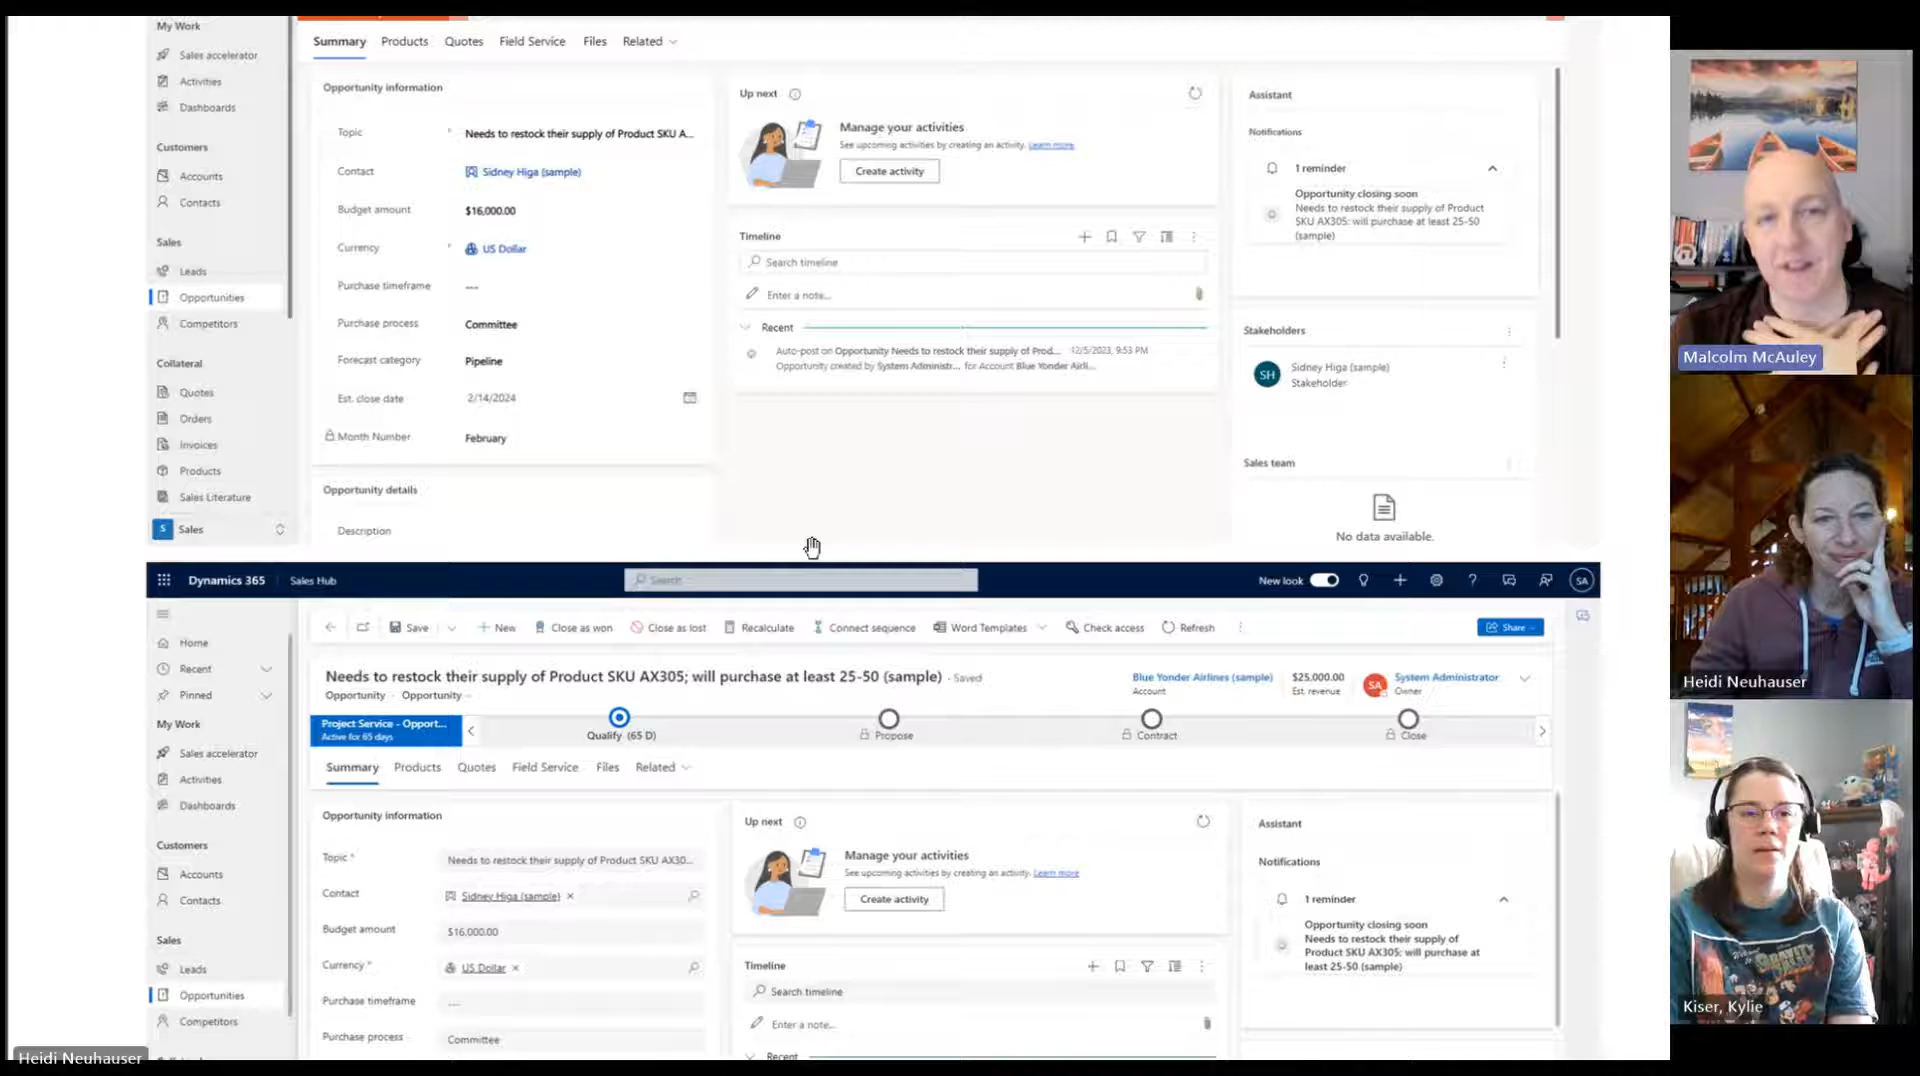 My Work
Sales accelerator
Activities
Dashboards
Customers
Accounts
Contacts
Sales
Leads
Opportunities
Competitors
Collateral
Quotes
Orders
Invoices
Products
Sales Literature
S Sales
Summary Products Quotes Field Service Files Related
Opportunity information
Topic * Needs to restock their supply of Product SKU A...
Contact Sidney Higa (sample)
Budget amount $16,000.00
Currency * US Dollar
Purchase timeframe ---
Purchase process Committee
Forecast category Pipeline
Est. close date 2/14/2024
Month Number February
Opportunity details
Description
Up next
Manage your activities
See upcoming activities by creating an activity. Learn more
Create activity
Timeline
Search timeline
Enter a note...
Recent
Auto-post on Opportunity Needs to restock their supply of Prod... 12/5/2023, 9:53 PM
Opportunity created by System Administr... for Account Blue Yonder Airli...
Assistant
Notifications
1 reminder
Opportunity closing soon
Needs to restock their supply of Product
SKU AX305; will purchase at least 25-50
(sample)
Stakeholders
SH Sidney Higa (sample)
Stakeholder
Sales team
No data available.
Dynamics 365 Sales Hub
Search
New look
SA
Home
Recent
Pinned
My Work
Sales accelerator
Activities
Dashboards
Customers
Accounts
Contacts
Sales
Leads
Opportunities
Competitors
Save New Close as won Close as lost Recalculate Connect sequence Word Templates Check access Refresh Share
Needs to restock their supply of Product SKU AX305; will purchase at least 25-50 (sample) - Saved
Opportunity · Opportunity
Blue Yonder Airlines (sample)
Account
$25,000.00
Est. revenue
SA System Administrator
Owner
Project Service - Opport...
Active for 65 days
Qualify (65 D) Propose Contract Close
Summary Products Quotes Field Service Files Related
Opportunity information
Topic * Needs to restock their supply of Product SKU AX30...
Contact Sidney Higa (sample) ×
Budget amount $16,000.00
Currency * US Dollar ×
Purchase timeframe ---
Purchase process Committee
Up next
Manage your activities
See upcoming activities by creating an activity. Learn more
Create activity
Timeline
Search timeline
Enter a note...
Recent
Assistant
Notifications
1 reminder
Opportunity closing soon
Needs to restock their supply of
Product SKU AX305; will purchase at
least 25-50 (sample)
Malcolm McAuley
Heidi Neuhauser
Kiser, Kylie
Heidi Neuhauser